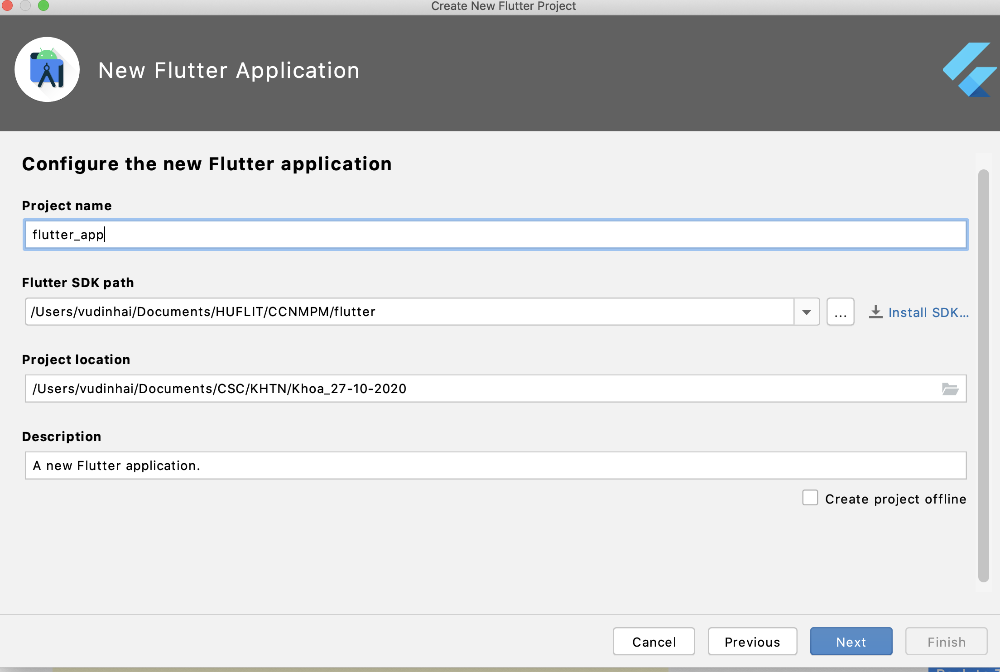 Create New Flutter Project
New Flutter Application
Configure the new Flutter application
Project name
flutter_app
Flutter SDK path
/Users/vudinhai/Documents/HUFLIT/CCNMPM/flutter
...
Install SDK...
Project location
/Users/vudinhai/Documents/CSC/KHTN/Khoa_27-10-2020
Description
A new Flutter application.
Create project offline
Cancel
Previous
Next
Finish